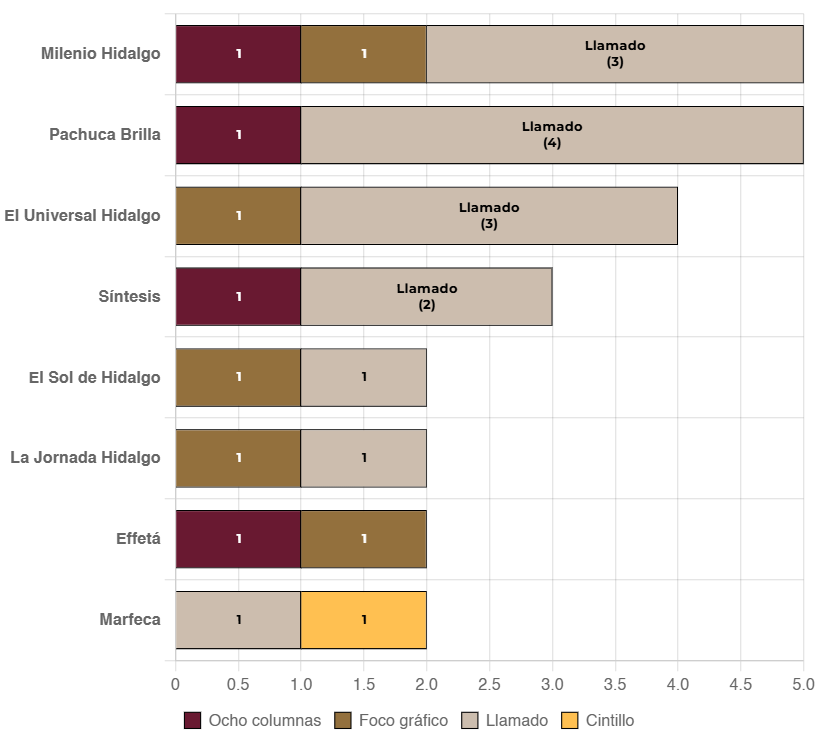 Milenio Hidalgo
1
1
Llamado
(3)
Pachuca Brilla
1
Llamado
(4)
El Universal Hidalgo
1
Llamado
(3)
Síntesis
1
Llamado
(2)
El Sol de Hidalgo
1
1
La Jornada Hidalgo
1
1
Effetá
1
1
Marfeca
1
1
0 0.5 1.0 1.5 2.0 2.5 3.0 3.5 4.0 4.5 5.0
Ocho columnas Foco gráfico Llamado Cintillo